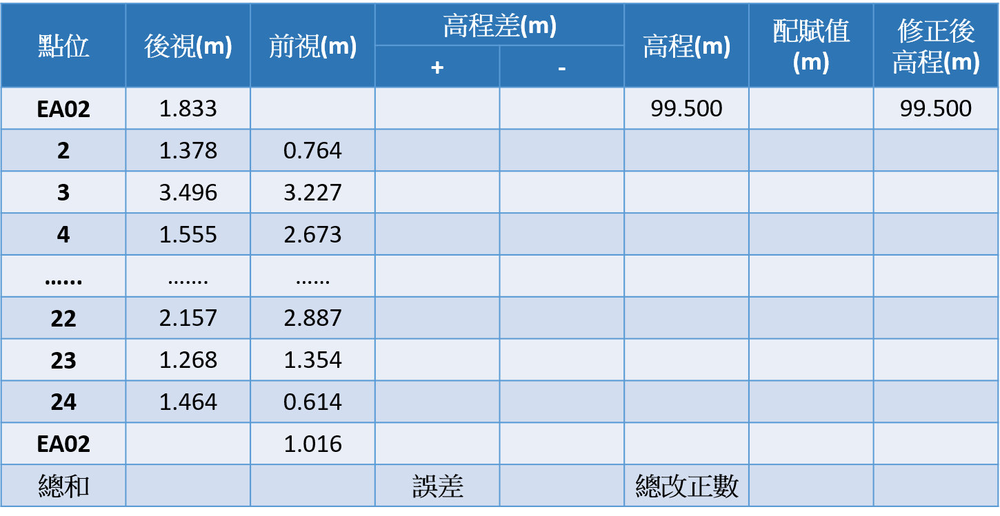 點位 後視(m) 前視(m) 高程差(m) 高程(m) 配賦值 修正後
(m) 高程(m)
+ -
EA02 1.833 99.500 99.500
2 1.378 0.764
3 3.496 3.227
4 1.555 2.673
...... ....... ......
22 2.157 2.887
23 1.268 1.354
24 1.464 0.614
EA02 1.016
總和 誤差 總改正數